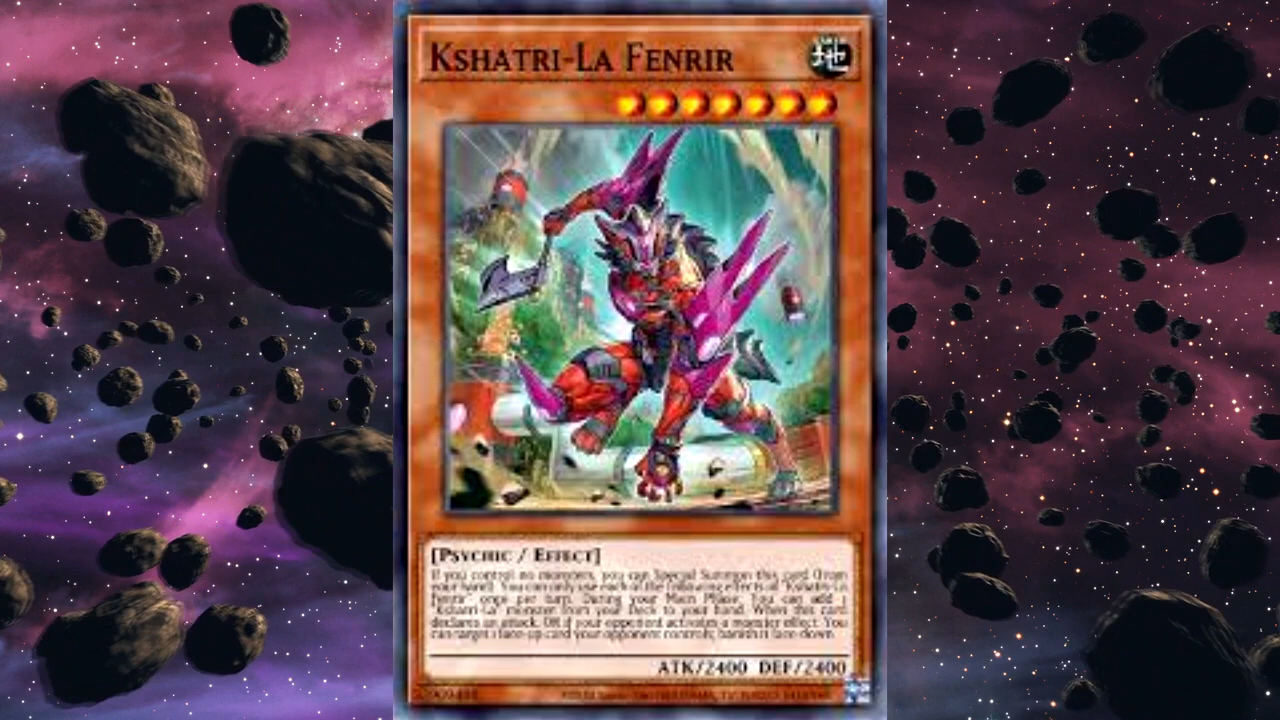 KSHATRI-LA FENRIR
地
[PSYCHIC / EFFECT]
If you control no monsters, you can Special Summon this card (from
your hand). You can only use each of the following effects of "Kshatri-La
Fenrir" once per turn. During your Main Phase: You can add 1
"Kshatri-La" monster from your Deck to your hand. When this card
declares an attack, OR if your opponent activates a monster effect: You
can target 1 face-up card your opponent controls; banish it face-down.
ATK/2400 DEF/2400